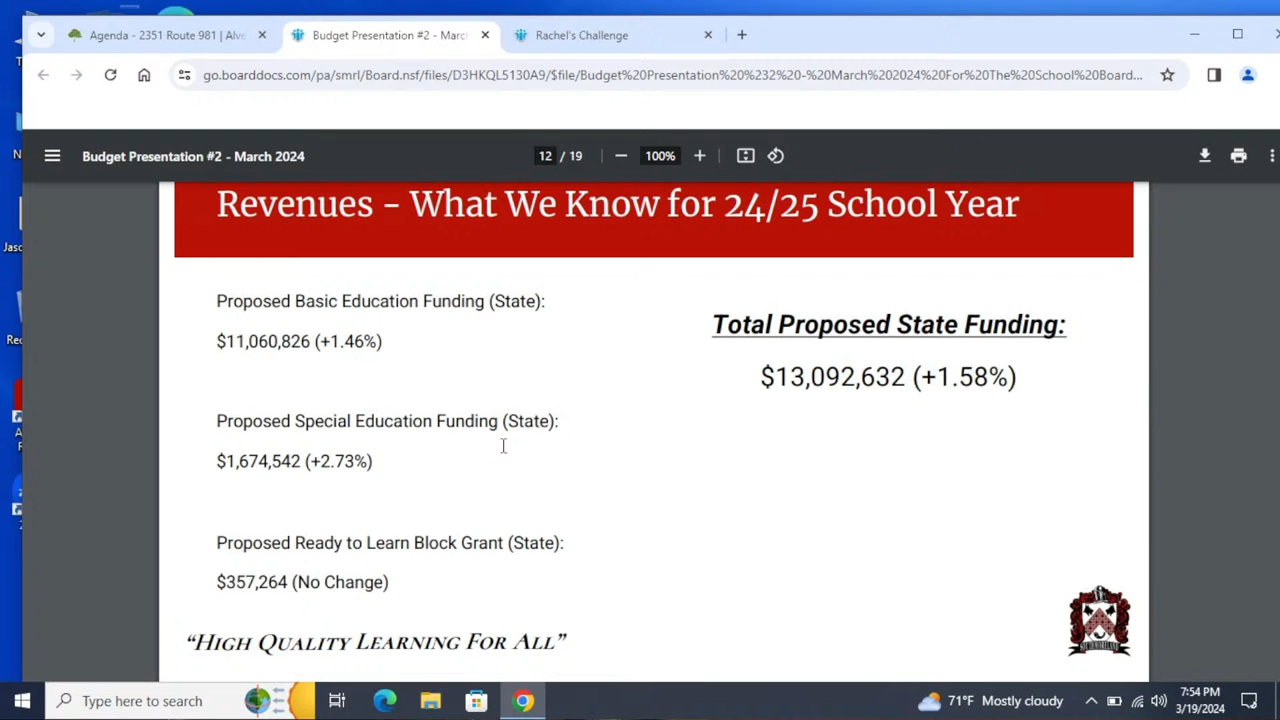 Agenda - 2351 Route 981 | Alve
Budget Presentation #2 - Marc
Rachel's Challenge
go.boarddocs.com/pa/smrl/Board.nsf/files/D3HKQL5130A9/$file/Budget%20Presentation%20%232%20-%20March%202024%20For%20The%20School%20Board...
Budget Presentation #2 - March 2024
12 / 19
100%
Revenues - What We Know for 24/25 School Year
Proposed Basic Education Funding (State):
$11,060,826 (+1.46%)
Proposed Special Education Funding (State):
$1,674,542 (+2.73%)
Proposed Ready to Learn Block Grant (State):
$357,264 (No Change)
Total Proposed State Funding:
$13,092,632 (+1.58%)
“High Quality Learning For All”
Jasc
Rec
Type here to search
71°F Mostly cloudy
7:54 PM
3/19/2024